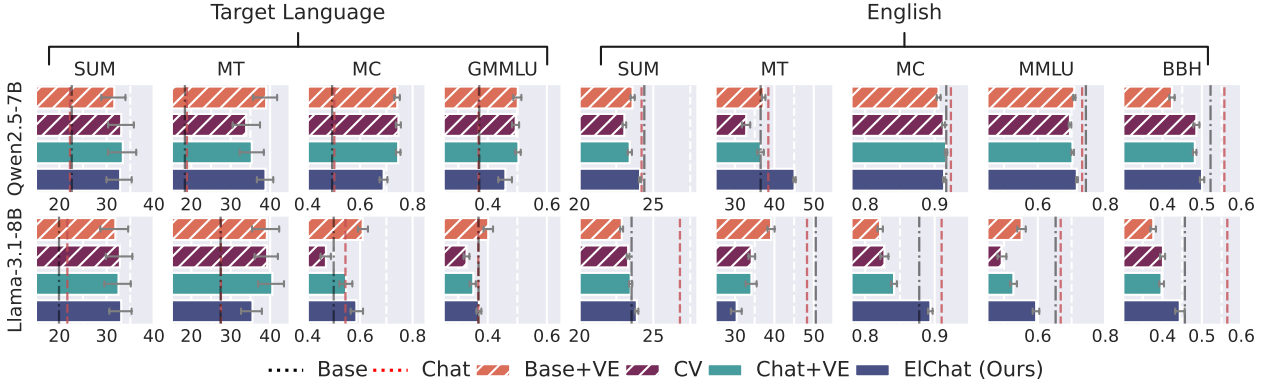 Target Language English
SUM MT MC GMMLU SUM MT MC MMLU BBH
Qwen2.5-7B
20 30 40 20 30 40 0.4 0.6 0.8 0.4 0.6 20 25 30 40 50 0.8 0.9 0.6 0.8 0.4 0.5 0.6
Llama-3.1-8B
20 30 40 20 30 40 0.4 0.6 0.8 0.4 0.6 20 25 30 40 50 0.8 0.9 0.6 0.8 0.4 0.5 0.6
Base Chat Base+VE CV Chat+VE ElChat (Ours)